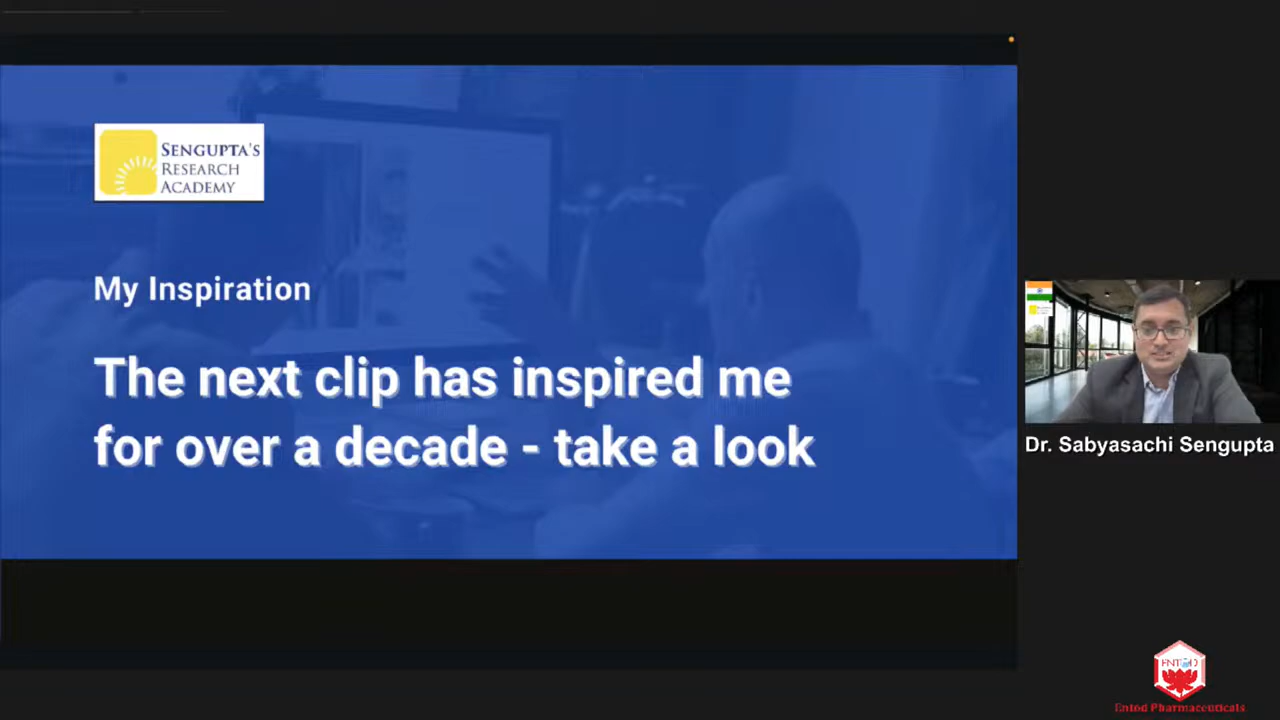 SENGUPTA'S
RESEARCH
ACADEMY
My Inspiration
The next clip has inspired me
for over a decade - take a look
Dr. Sabyasachi Sengupta
ENTOD
Entod Pharmaceuticals